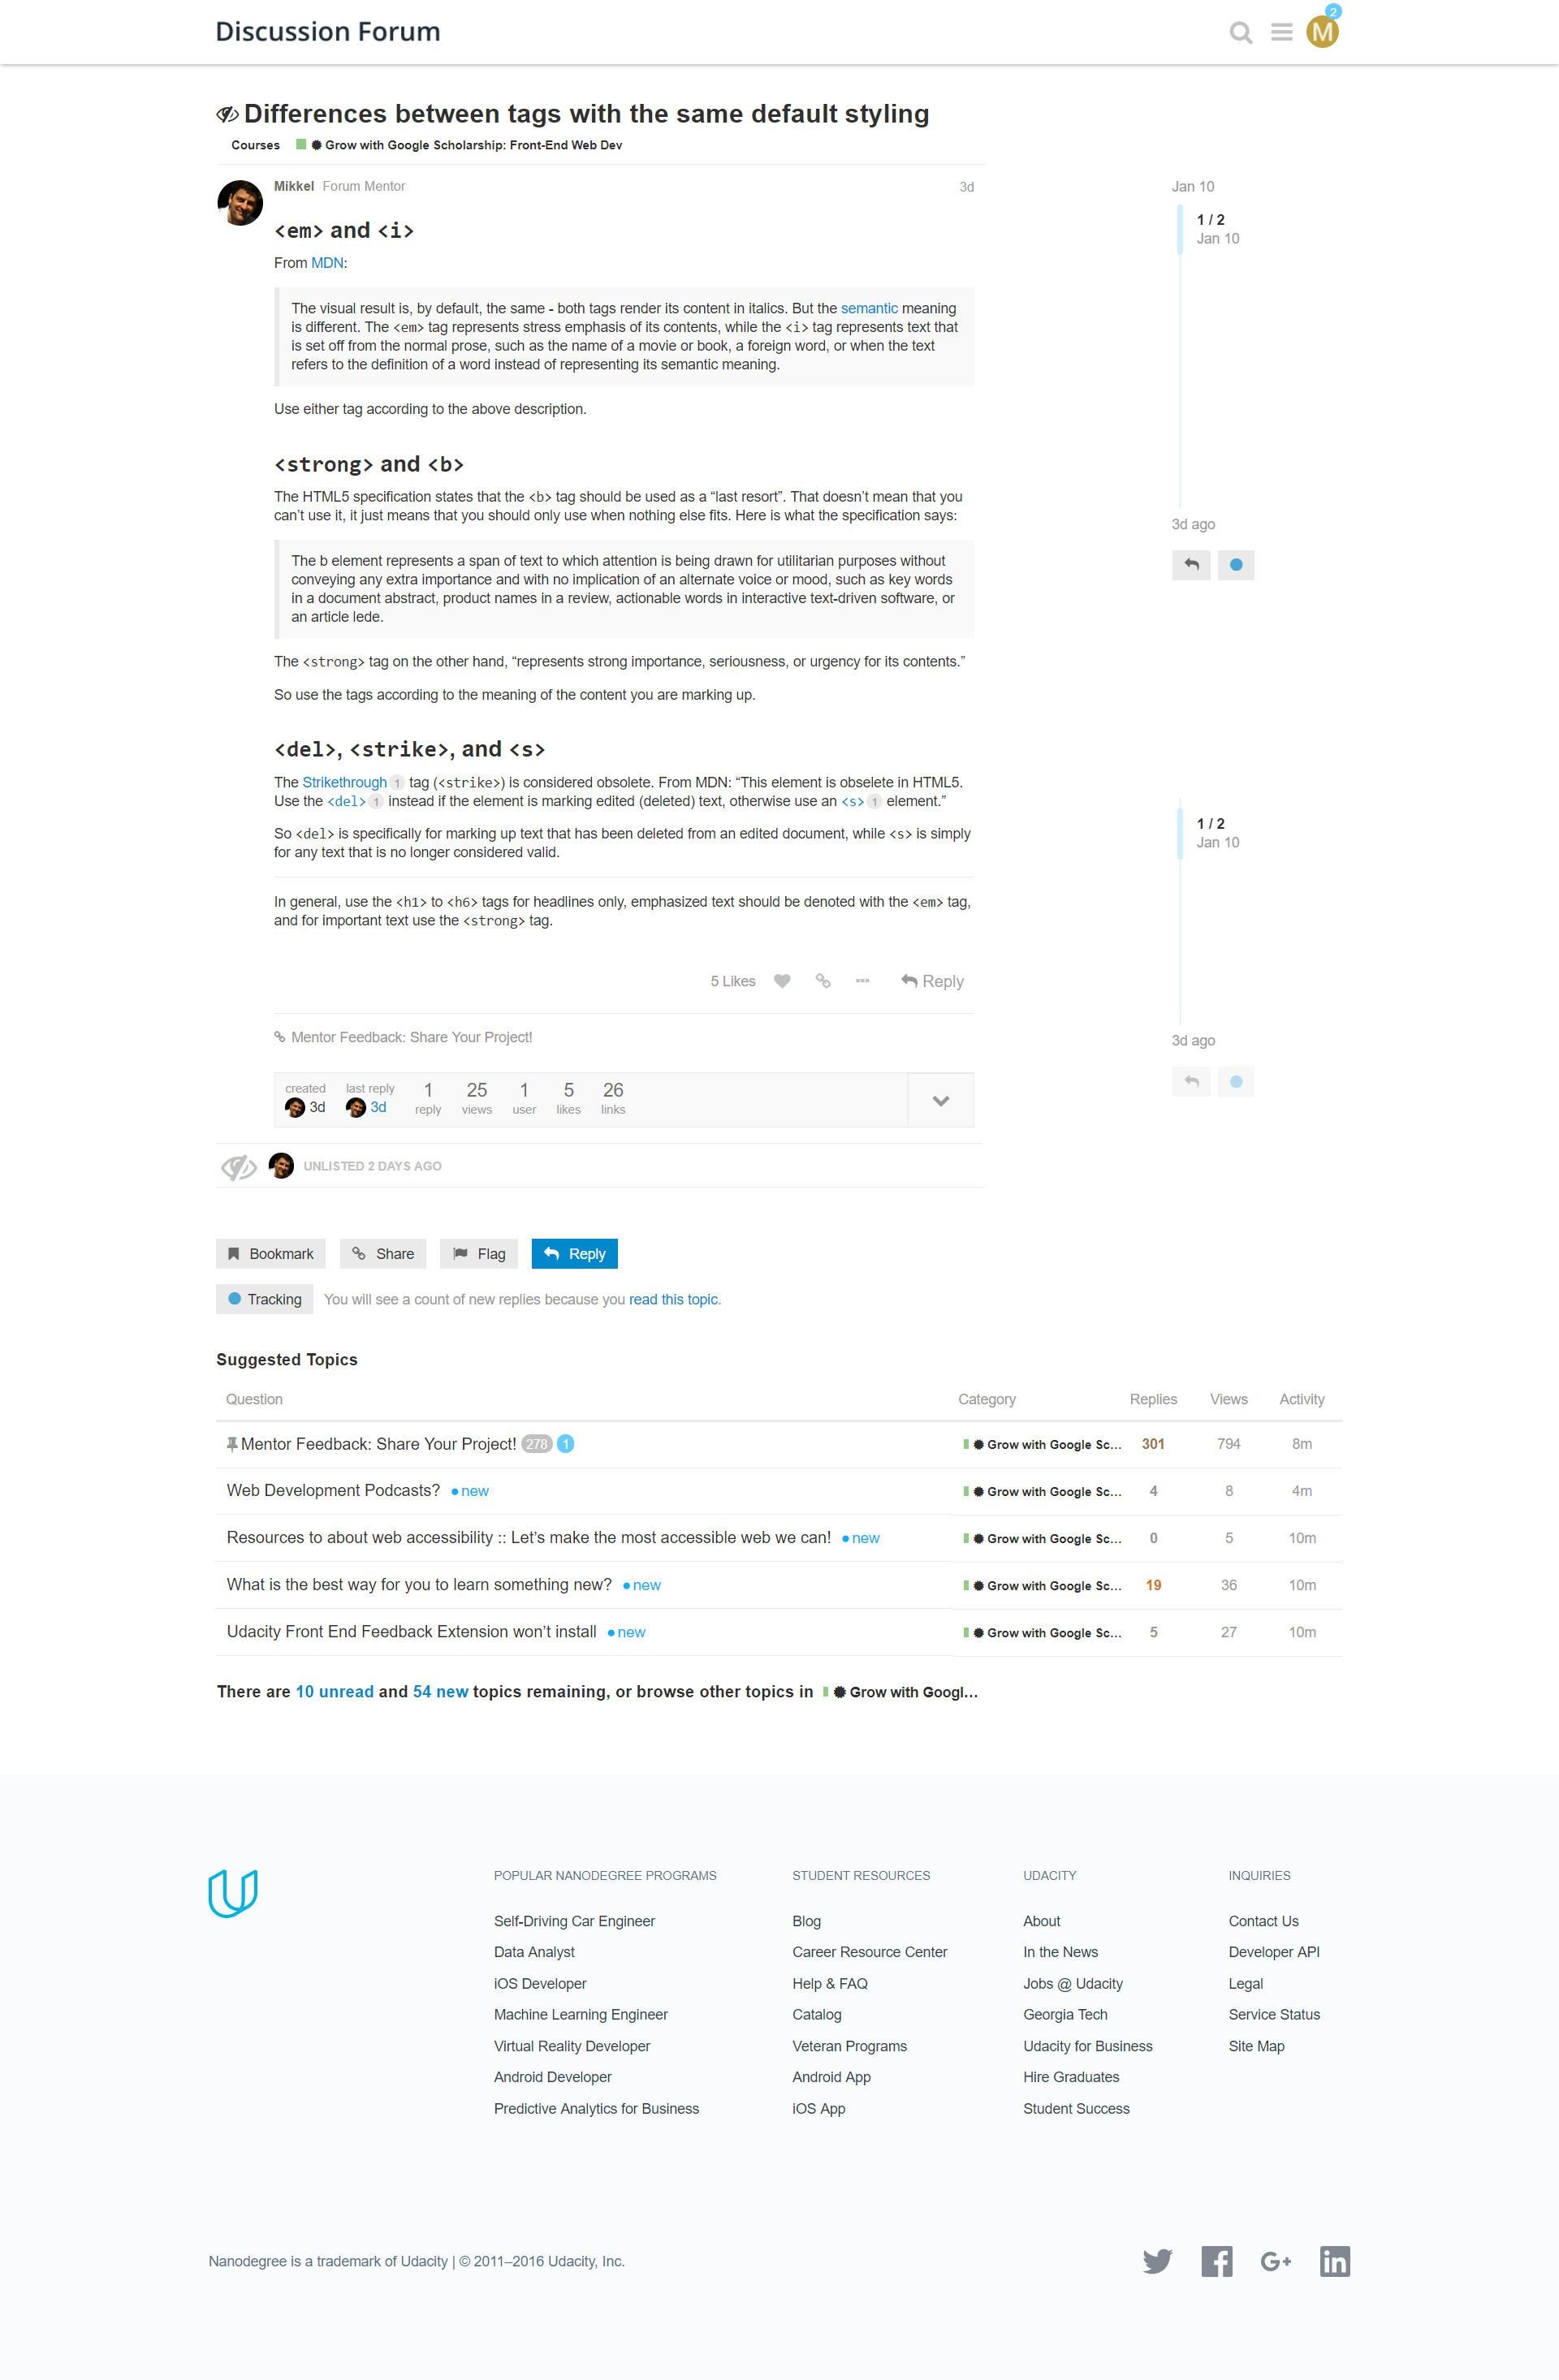 Discussion Forum
2
M
Differences between tags with the same default styling
Courses Grow with Google Scholarship: Front-End Web Dev
Mikkel Forum Mentor 3d
<em> and <i>
From MDN:
The visual result is, by default, the same - both tags render its content in italics. But the semantic meaning
is different. The <em> tag represents stress emphasis of its contents, while the <i> tag represents text that
is set off from the normal prose, such as the name of a movie or book, a foreign word, or when the text
refers to the definition of a word instead of representing its semantic meaning.
Use either tag according to the above description.
<strong> and <b>
The HTML5 specification states that the <b> tag should be used as a “last resort”. That doesn’t mean that you
can’t use it, it just means that you should only use when nothing else fits. Here is what the specification says:
The b element represents a span of text to which attention is being drawn for utilitarian purposes without
conveying any extra importance and with no implication of an alternate voice or mood, such as key words
in a document abstract, product names in a review, actionable words in interactive text-driven software, or
an article lede.
The <strong> tag on the other hand, “represents strong importance, seriousness, or urgency for its contents.”
So use the tags according to the meaning of the content you are marking up.
<del>, <strike>, and <s>
The Strikethrough 1 tag (<strike>) is considered obsolete. From MDN: “This element is obselete in HTML5.
Use the <del> 1 instead if the element is marking edited (deleted) text, otherwise use an <s> 1 element.”
So <del> is specifically for marking up text that has been deleted from an edited document, while <s> is simply
for any text that is no longer considered valid.
In general, use the <h1> to <h6> tags for headlines only, emphasized text should be denoted with the <em> tag,
and for important text use the <strong> tag.
5 Likes Reply
Mentor Feedback: Share Your Project!
created last reply 1 25 1 5 26
3d 3d reply views user likes links
UNLISTED 2 DAYS AGO
Jan 10
1 / 2
Jan 10
3d ago
1 / 2
Jan 10
3d ago
Bookmark Share Flag Reply
Tracking You will see a count of new replies because you read this topic.
Suggested Topics
Question Category Replies Views Activity
Mentor Feedback: Share Your Project! 278 1 Grow with Google Sc... 301 794 8m
Web Development Podcasts? new Grow with Google Sc... 4 8 4m
Resources to about web accessibility :: Let’s make the most accessible web we can! new Grow with Google Sc... 0 5 10m
What is the best way for you to learn something new? new Grow with Google Sc... 19 36 10m
Udacity Front End Feedback Extension won’t install new Grow with Google Sc... 5 27 10m
There are 10 unread and 54 new topics remaining, or browse other topics in Grow with Googl...
POPULAR NANODEGREE PROGRAMS
Self-Driving Car Engineer
Data Analyst
iOS Developer
Machine Learning Engineer
Virtual Reality Developer
Android Developer
Predictive Analytics for Business
STUDENT RESOURCES
Blog
Career Resource Center
Help & FAQ
Catalog
Veteran Programs
Android App
iOS App
UDACITY
About
In the News
Jobs @ Udacity
Georgia Tech
Udacity for Business
Hire Graduates
Student Success
INQUIRIES
Contact Us
Developer API
Legal
Service Status
Site Map
Nanodegree is a trademark of Udacity | © 2011–2016 Udacity, Inc.
G+
in